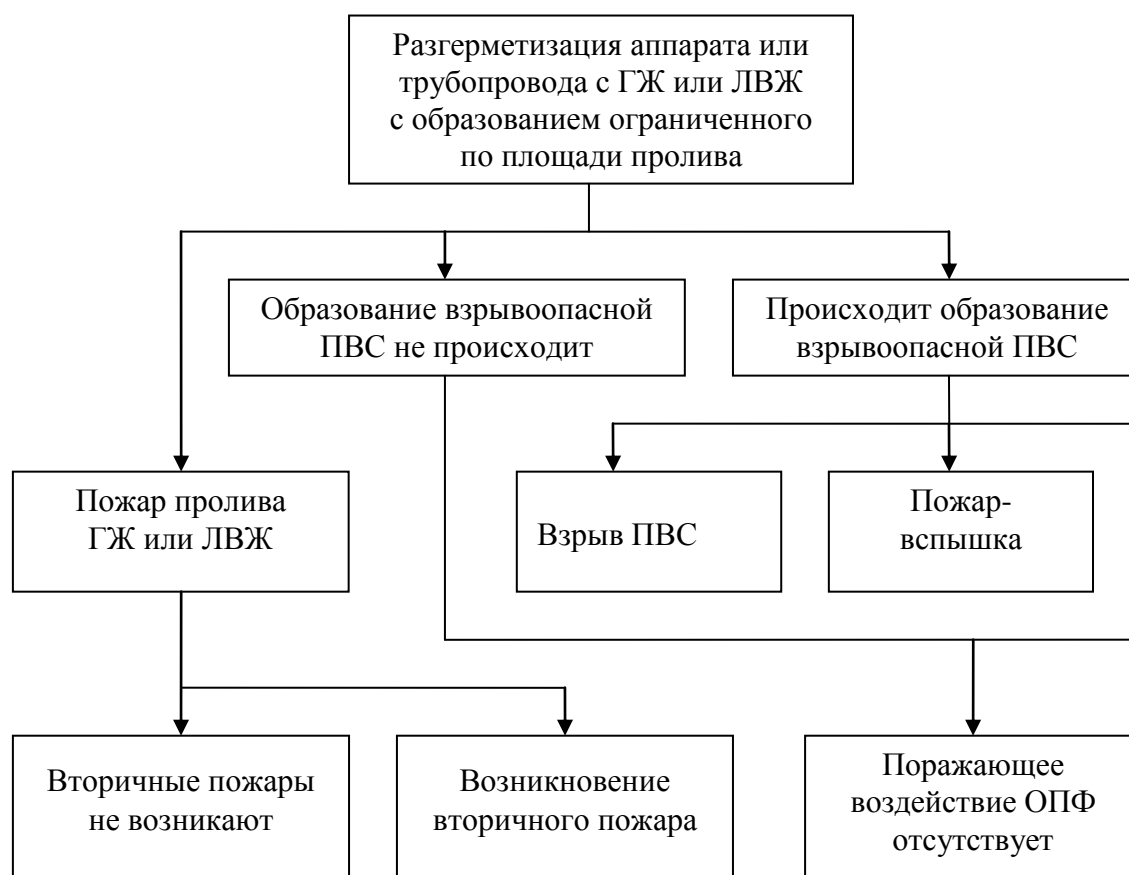 Разгерметизация аппарата или
трубопровода с ГЖ или ЛВЖ
с образованием ограниченного
по площади пролива
Образование взрывоопасной
ПВС не происходит
Происходит образование
взрывоопасной ПВС
Пожар пролива
ГЖ или ЛВЖ
Взрыв ПВС
Пожар-
вспышка
Вторичные пожары
не возникают
Возникновение
вторичного пожара
Поражающее
воздействие ОПФ
отсутствует